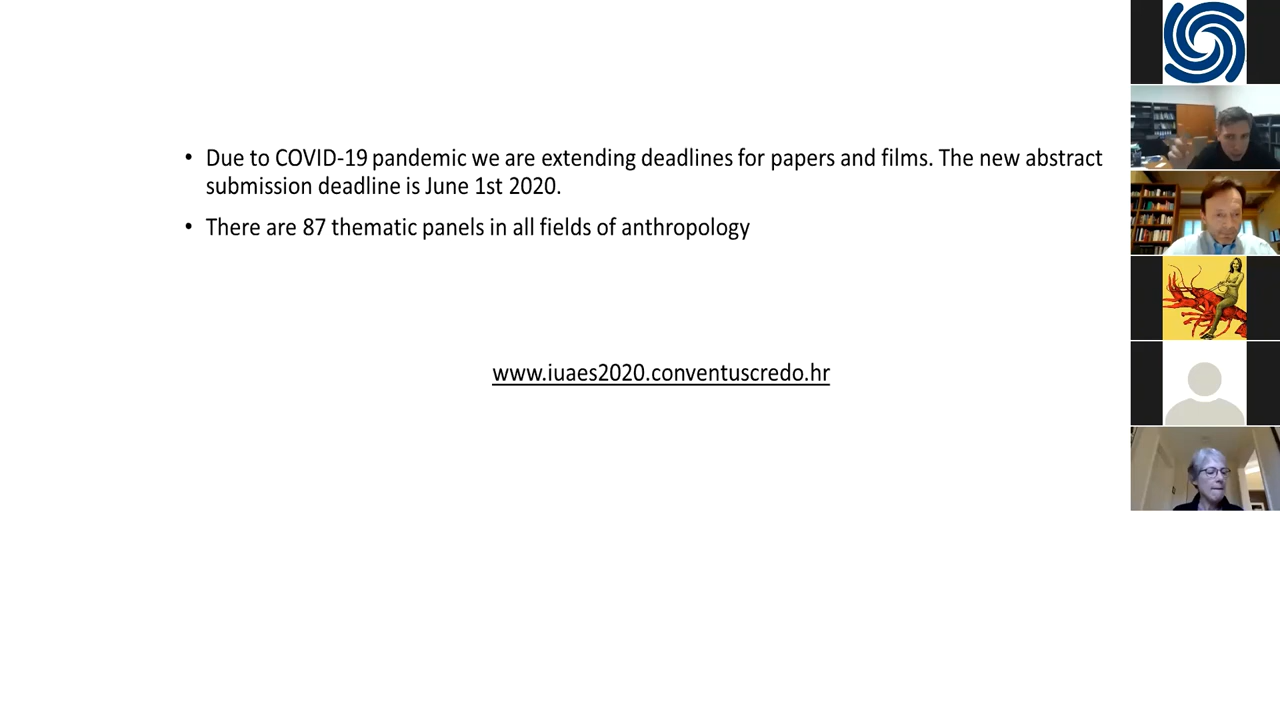 • Due to COVID-19 pandemic we are extending deadlines for papers and films. The new abstract
submission deadline is June 1st 2020.
• There are 87 thematic panels in all fields of anthropology
www.iuaes2020.conventuscredo.hr